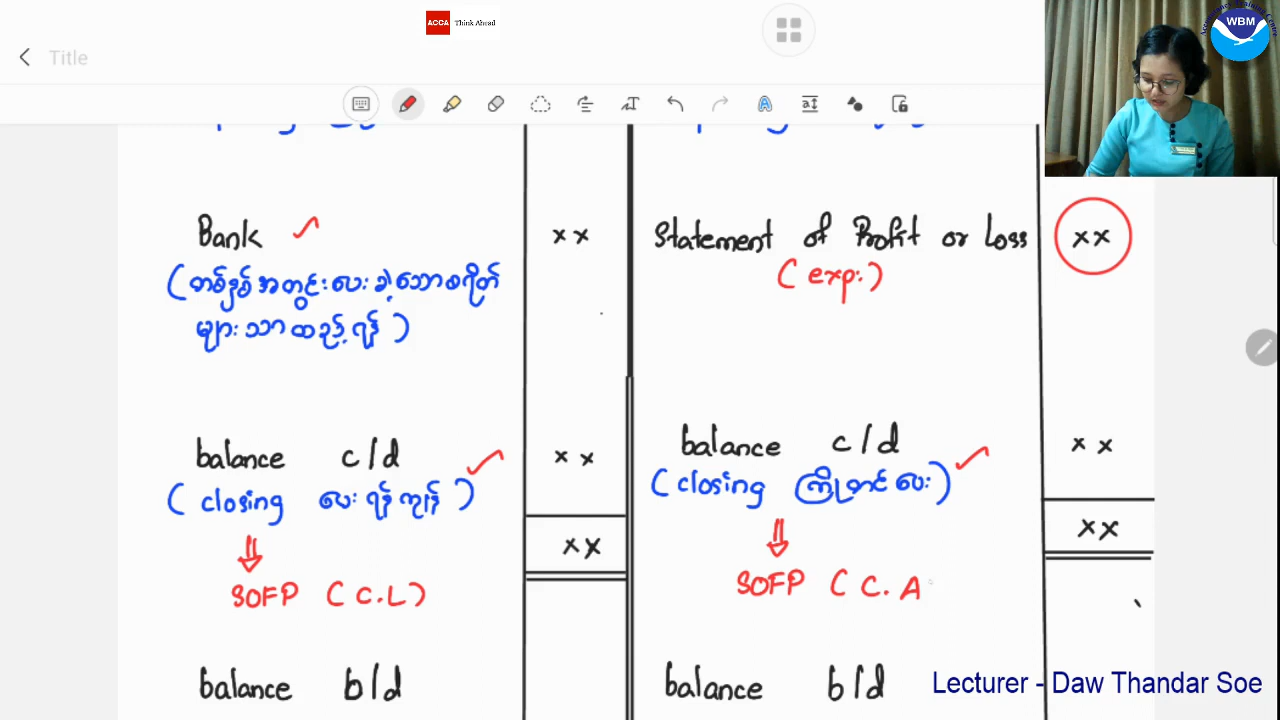 ACCA Think Ahead
WBM
Title
Bank
xx
(တစ်နှစ်အတွင်းပေးခဲ့သောစရိတ်
များသာထည့်ရန်)
Statement of Profit or Loss
xx
(exp:)
balance c/d
xx
(closing ပေးရန်ကျန်)
xx
SOFP (C.L)
balance c/d
xx
(closing ကြိုတင်ပေး)
xx
SOFP (C.A
balance b/d
balance b/d
Lecturer - Daw Thandar Soe